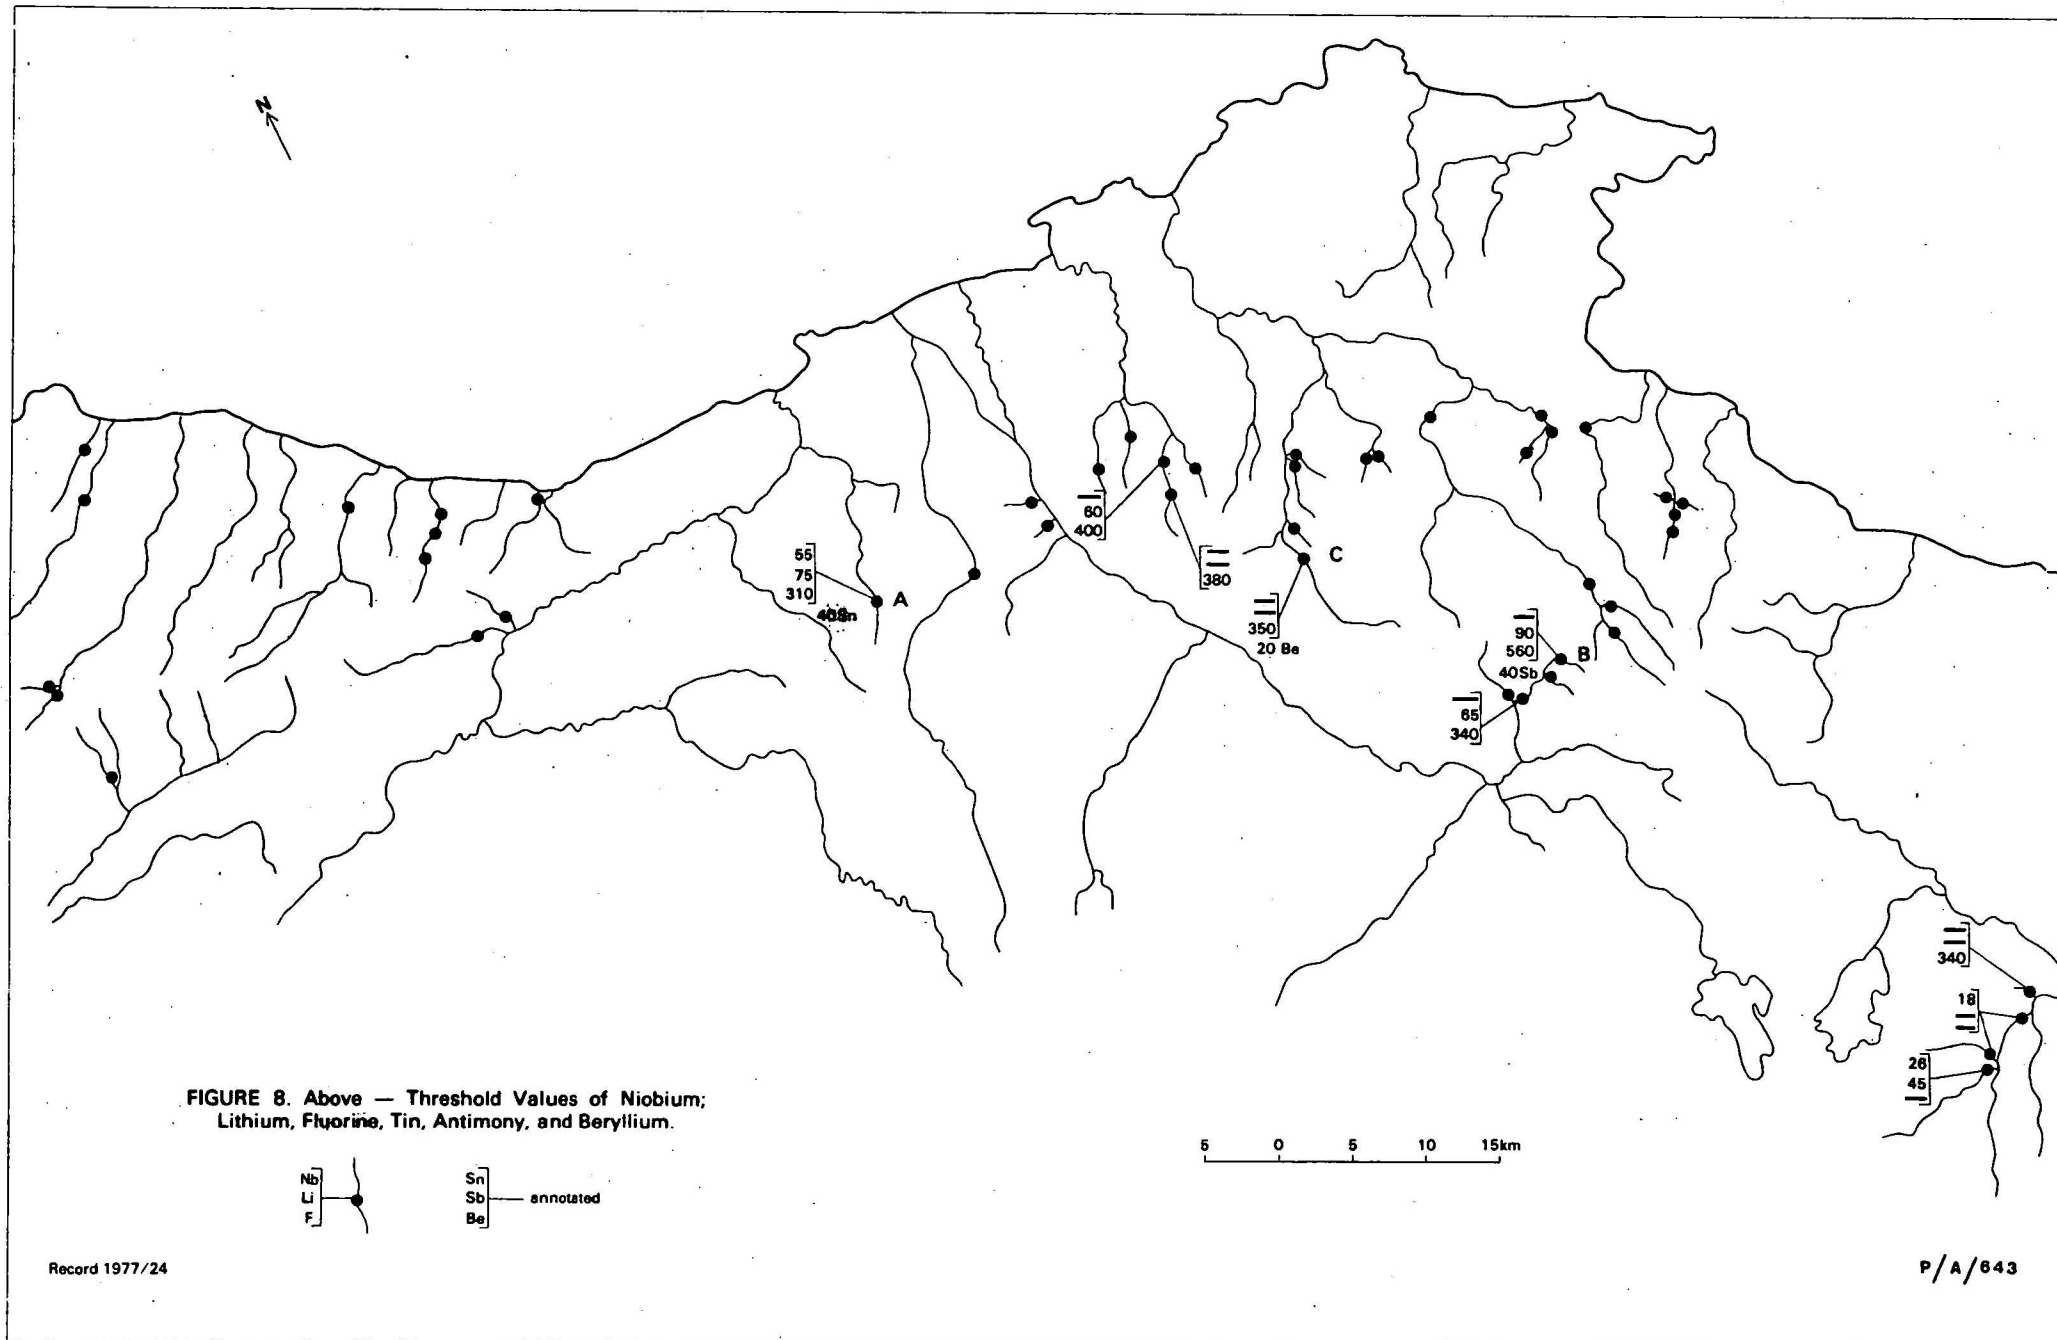 N
60
400
380
55
75
310
A
C
350
20 Be
90
560
B
40Sb
65
340
340
18
26
45
FIGURE 8. Above — Threshold Values of Niobium;
Lithium, Fluorine, Tin, Antimony, and Beryllium.
5 0 5 10 15km
Nb
Li
F
Sn
Sb annotated
Be
Record 1977/24
P/A/643